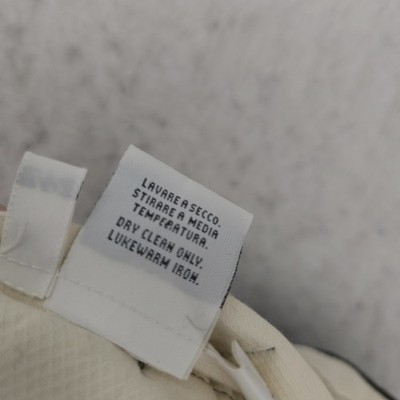 LAVARE A SECCO.
STIRARE A MEDIA
TEMPERATURA.
DRY CLEAN ONLY.
LUKEWARM IRON.